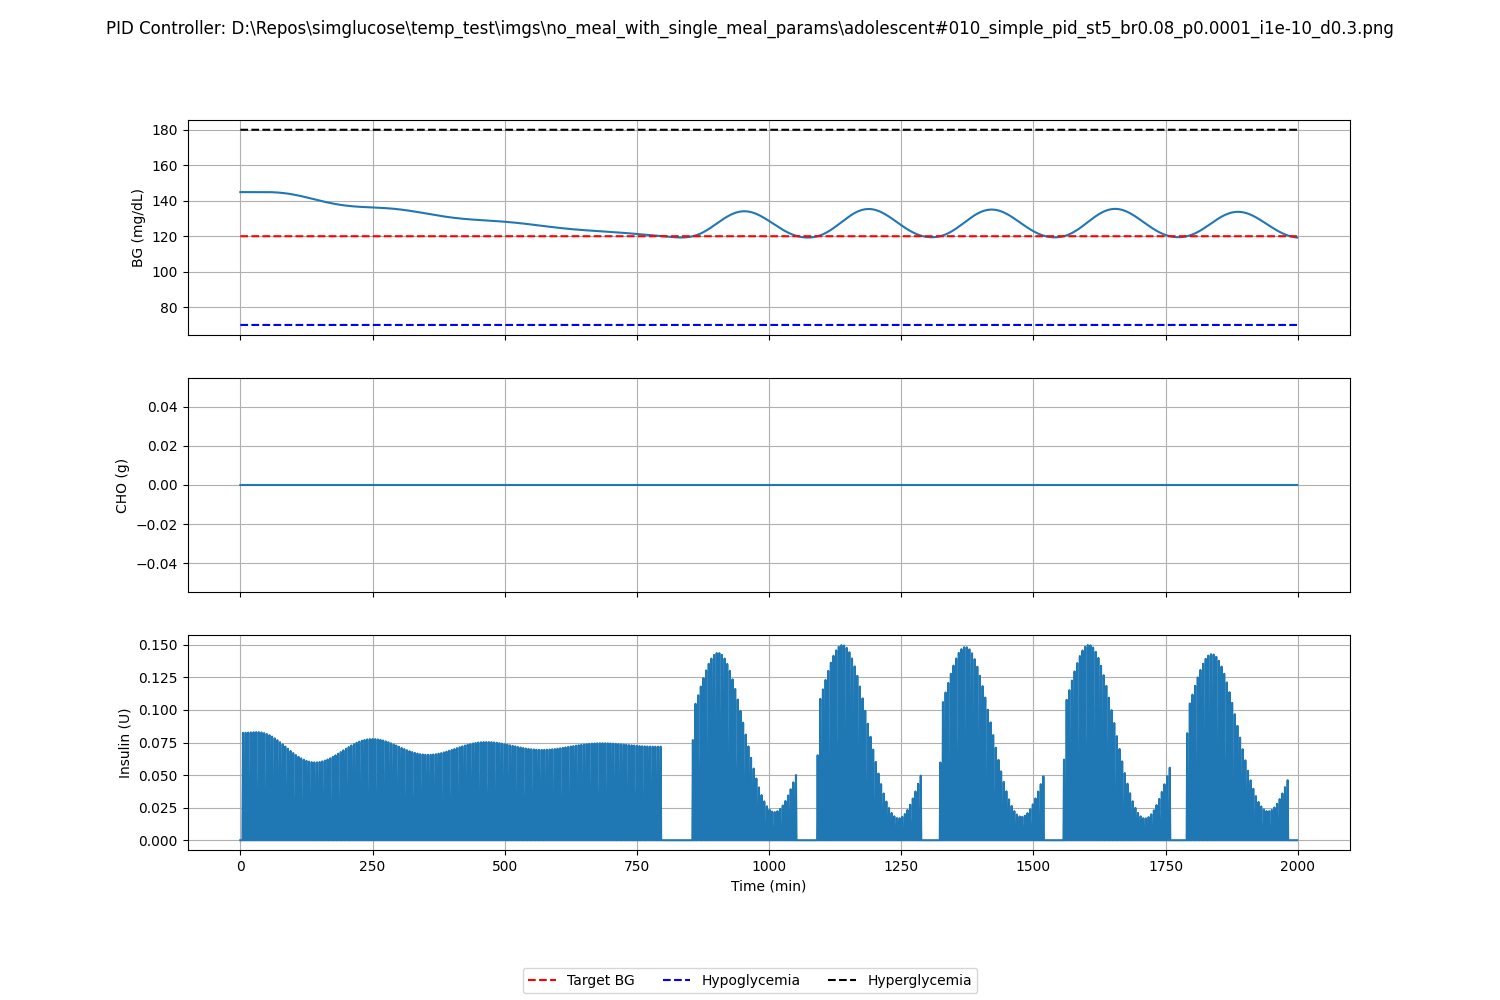 PID Controller: D:\Repos\simglucose\temp_test\imgs\no_meal_with_single_meal_params\adolescent#010_simple_pid_st5_br0.08_p0.0001_i1e-10_d0.3.png
180
160
140
120
100
80
BG (mg/dL)
0.04
0.02
0.00
−0.02
−0.04
CHO (g)
0.150
0.125
0.100
0.075
0.050
0.025
0.000
Insulin (U)
0 250 500 750 1000 1250 1500 1750 2000
Time (min)
Target BG Hypoglycemia Hyperglycemia